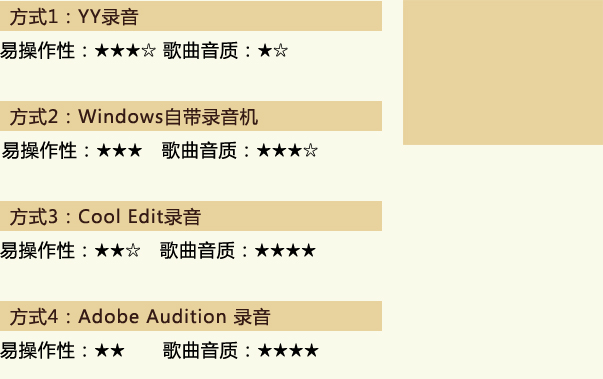 方式1：YY录音
易操作性：★★★☆ 歌曲音质：★☆
方式2：Windows自带录音机
易操作性：★★★ 歌曲音质：★★★☆
方式3：Cool Edit录音
易操作性：★★☆ 歌曲音质：★★★★
方式4：Adobe Audition 录音
易操作性：★★ 歌曲音质：★★★★